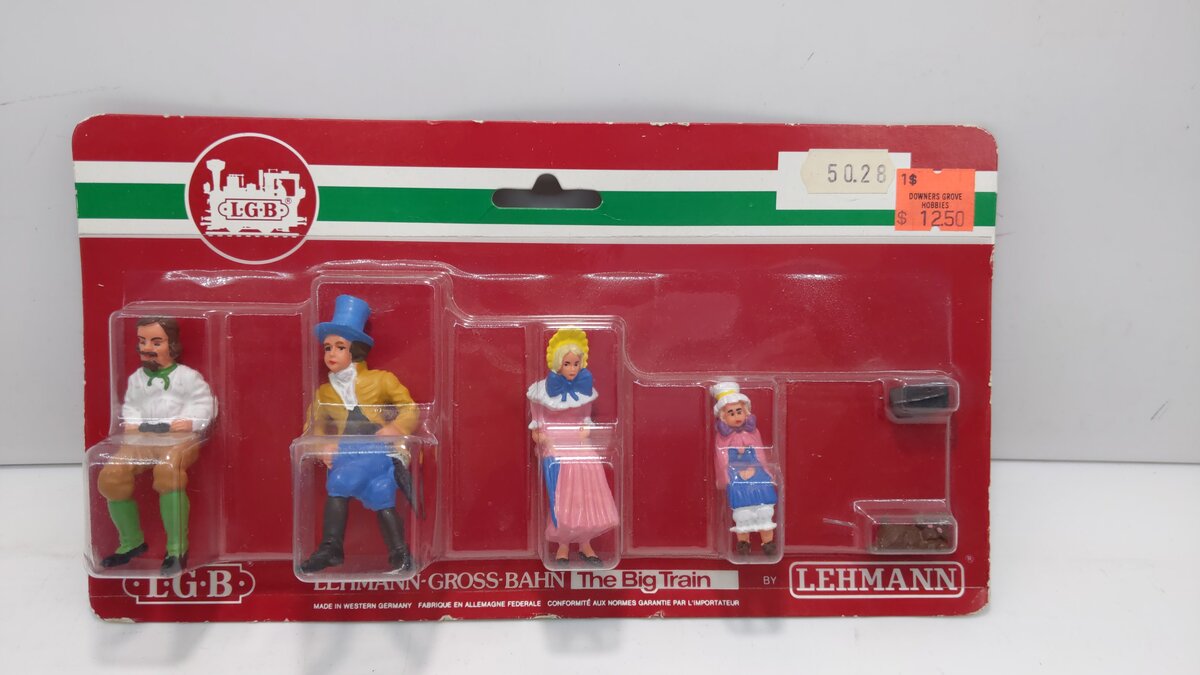 L·G·B®
50.28
1$
DOWNERS GROVE
HOBBIES
$ 12.50
L·G·B®
LEHMANN-GROSS-BAHN The Big Train BY LEHMANN®
MADE IN WESTERN GERMANY FABRIQUE EN ALLEMAGNE FEDERALE CONFORMITÉ AUX NORMES GARANTIE PAR L'IMPORTATEUR